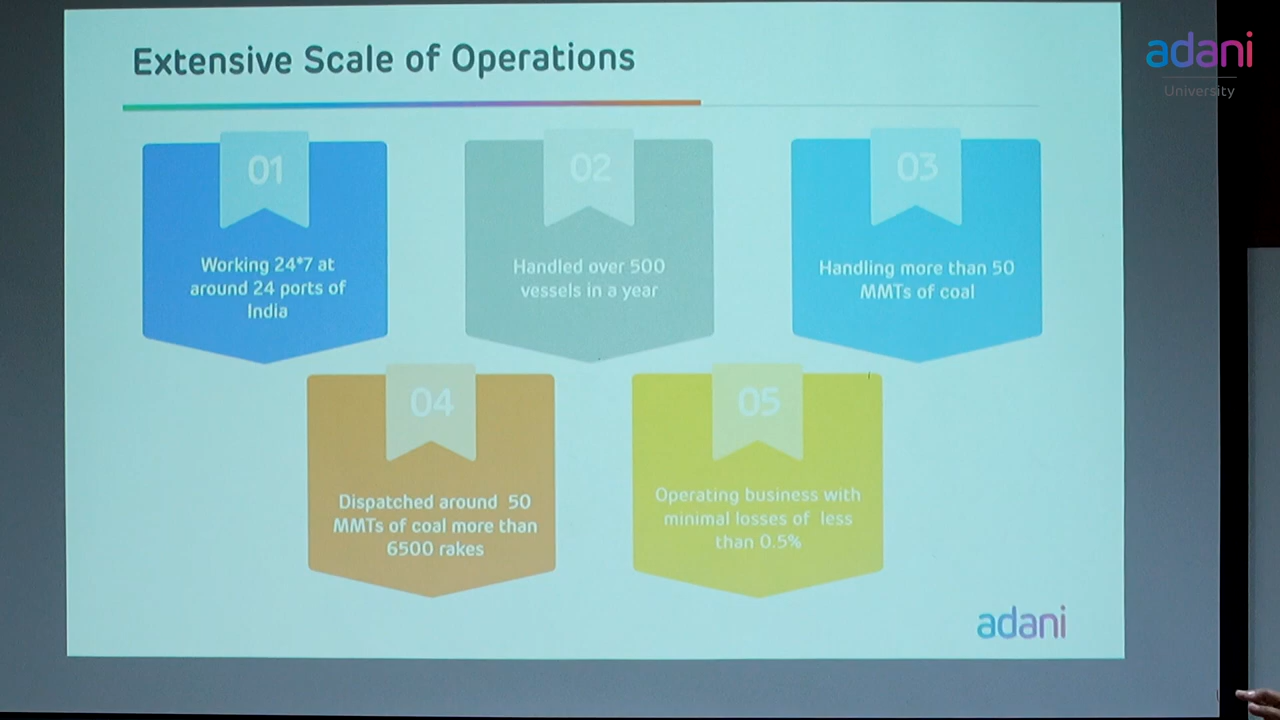 Extensive Scale of Operations
adani
University
01
Working 24*7 at
around 24 ports of
India
02
Handled over 500
vessels in a year
03
Handling more than 50
MMTs of coal
04
Dispatched around 50
MMTs of coal more than
6500 rakes
05
Operating business with
minimal losses of less
than 0.5%
adani